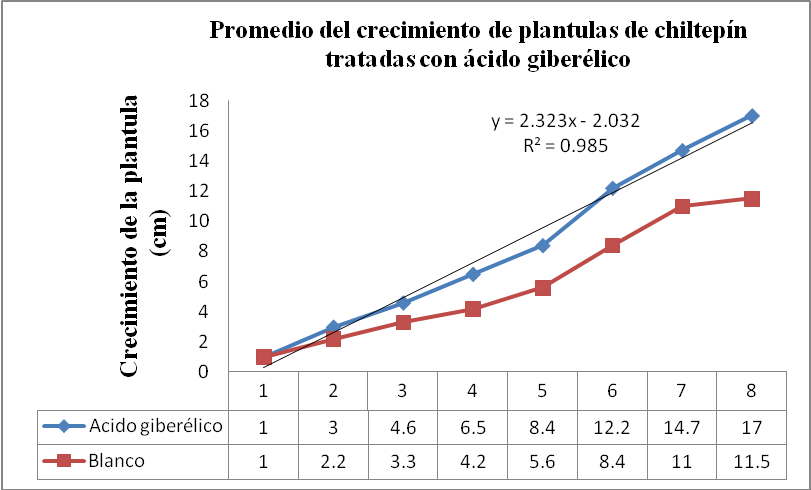 Promedio del crecimiento de plantulas de chiltepín
tratadas con ácido giberélico
Crecimiento de la plantula
(cm)
18
16
14
12
10
8
6
4
2
0
y = 2.323x - 2.032
R² = 0.985
1 2 3 4 5 6 7 8
Acido giberélico 1 3 4.6 6.5 8.4 12.2 14.7 17
Blanco 1 2.2 3.3 4.2 5.6 8.4 11 11.5